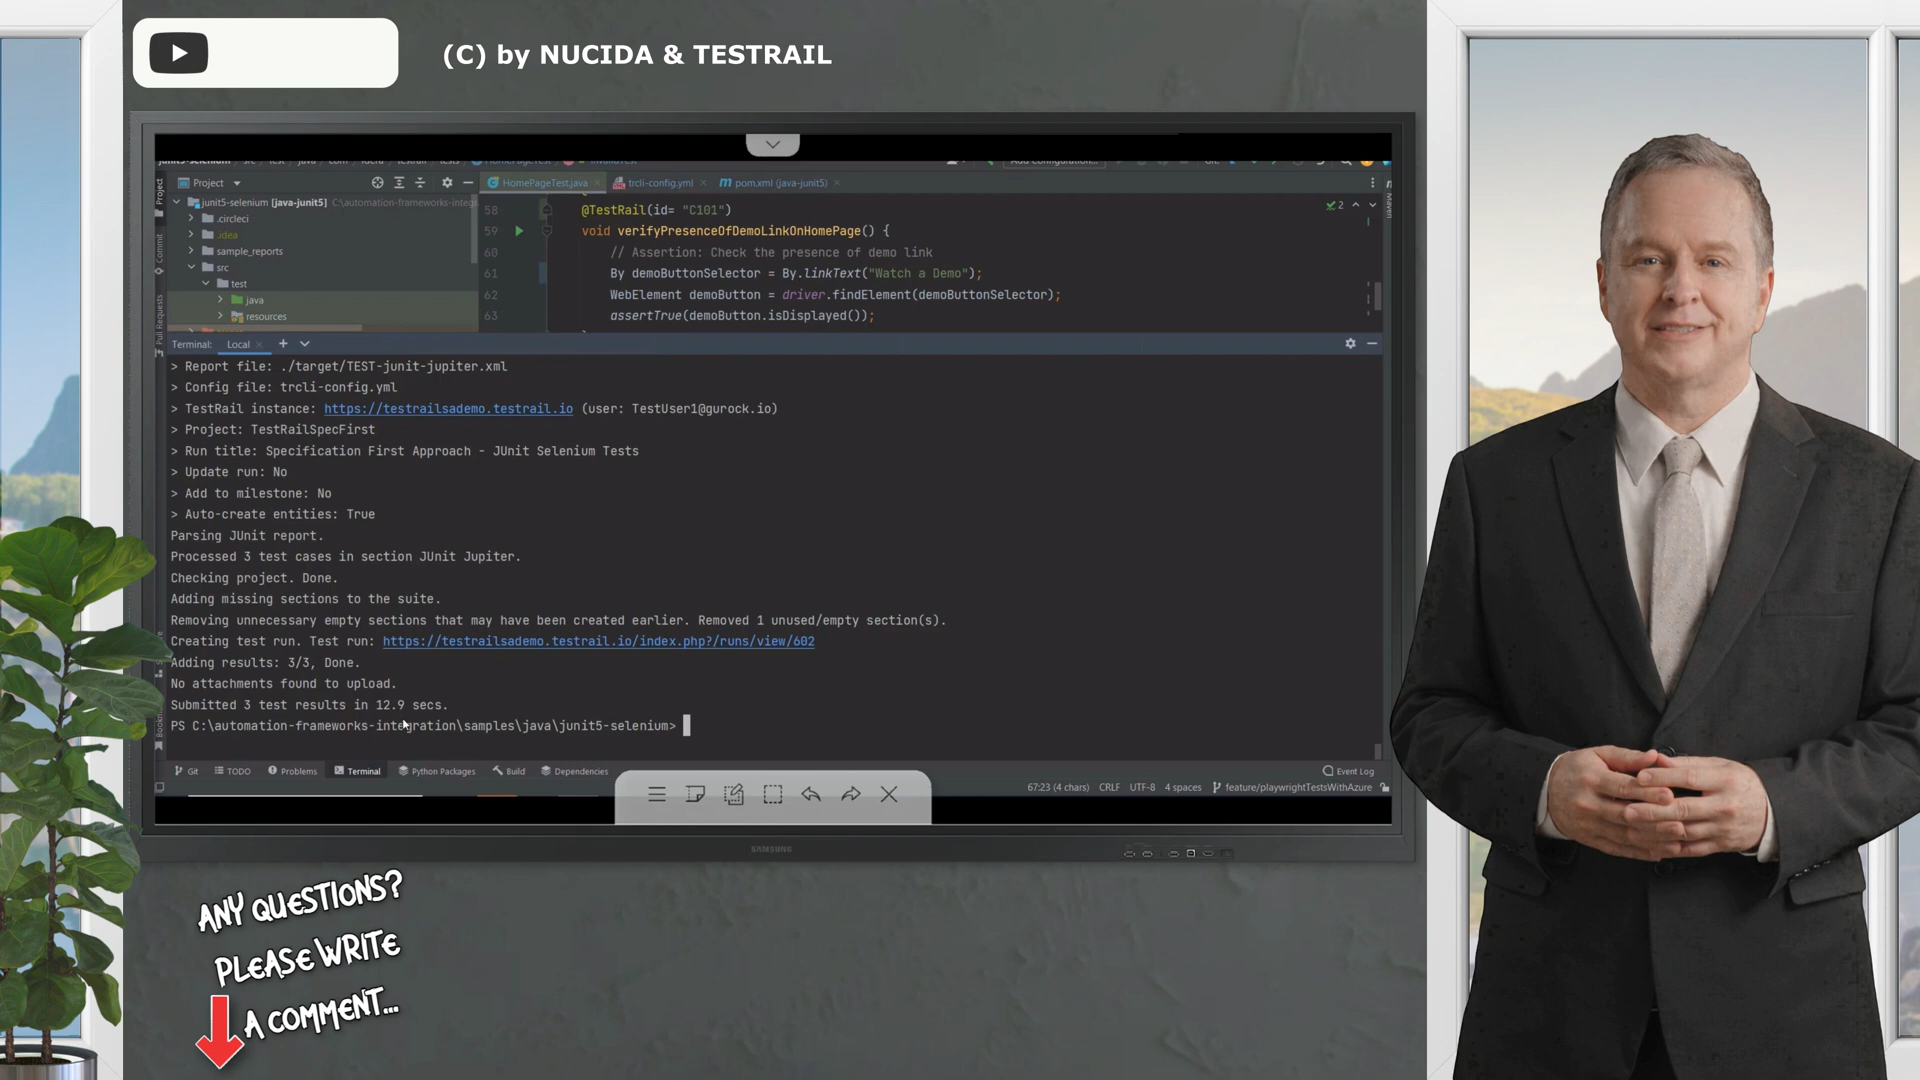 (C) by NUCIDA & TESTRAIL
Project
HomePageTest.java
trcli-config.yml
pom.xml (java-junit5)
Project
Maven
junit5-selenium [java-junit5]
.circleci
.idea
sample_reports
src
test
java
resources
Commit
Pull Requests
58 @TestRail(id= "C101")
59 void verifyPresenceOfDemoLinkOnHomePage() {
60 // Assertion: Check the presence of demo link
61 By demoButtonSelector = By.linkText("Watch a Demo");
62 WebElement demoButton = driver.findElement(demoButtonSelector);
63 assertTrue(demoButton.isDisplayed());
2
Terminal: Local
> Report file: ./target/TEST-junit-jupiter.xml
> Config file: trcli-config.yml
> TestRail instance: https://testrailsademo.testrail.io (user: TestUser1@gurock.io)
> Project: TestRailSpecFirst
> Run title: Specification First Approach - JUnit Selenium Tests
> Update run: No
> Add to milestone: No
> Auto-create entities: True
Parsing JUnit report.
Processed 3 test cases in section JUnit Jupiter.
Checking project. Done.
Adding missing sections to the suite.
Removing unnecessary empty sections that may have been created earlier. Removed 1 unused/empty section(s).
Creating test run. Test run: https://testrailsademo.testrail.io/index.php?/runs/view/602
Adding results: 3/3, Done.
No attachments found to upload.
Submitted 3 test results in 12.9 secs.
PS C:\automation-frameworks-integration\samples\java\junit5-selenium>
Git TODO Problems Terminal Python Packages Build Dependencies Event Log
67:23 (4 chars) CRLF UTF-8 4 spaces feature/playwrightTestsWithAzure
SAMSUNG
ANY QUESTIONS?
PLEASE WRITE
A COMMENT...